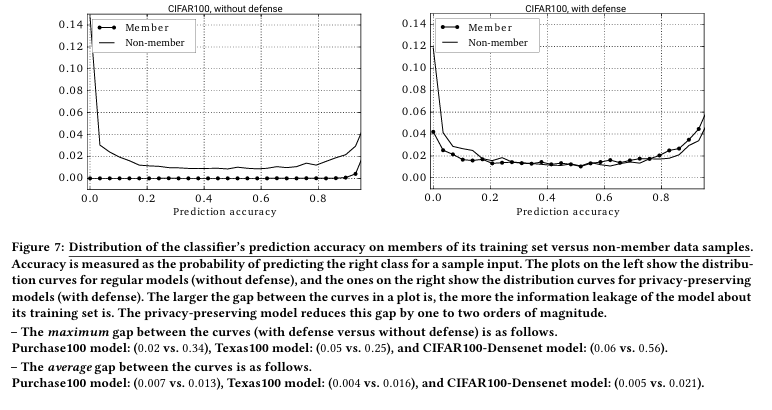 CIFAR100, without defense
0.14
0.12
0.10
0.08
0.06
0.04
0.02
0.00
Member
Non-member
0.0 0.2 0.4 0.6 0.8
Prediction accuracy
CIFAR100, with defense
0.14
0.12
0.10
0.08
0.06
0.04
0.02
0.00
Member
Non-member
0.0 0.2 0.4 0.6 0.8
Prediction accuracy
Figure 7: Distribution of the classifier's prediction accuracy on members of its training set versus non-member data samples.
Accuracy is measured as the probability of predicting the right class for a sample input. The plots on the left show the distribu-
tion curves for regular models (without defense), and the ones on the right show the distribution curves for privacy-preserving
models (with defense). The larger the gap between the curves in a plot is, the more the information leakage of the model about
its training set is. The privacy-preserving model reduces this gap by one to two orders of magnitude.
– The maximum gap between the curves (with defense versus without defense) is as follows.
Purchase100 model: (0.02 vs. 0.34), Texas100 model: (0.05 vs. 0.25), and CIFAR100-Densenet model: (0.06 vs. 0.56).
– The average gap between the curves is as follows.
Purchase100 model: (0.007 vs. 0.013), Texas100 model: (0.004 vs. 0.016), and CIFAR100-Densenet model: (0.005 vs. 0.021).